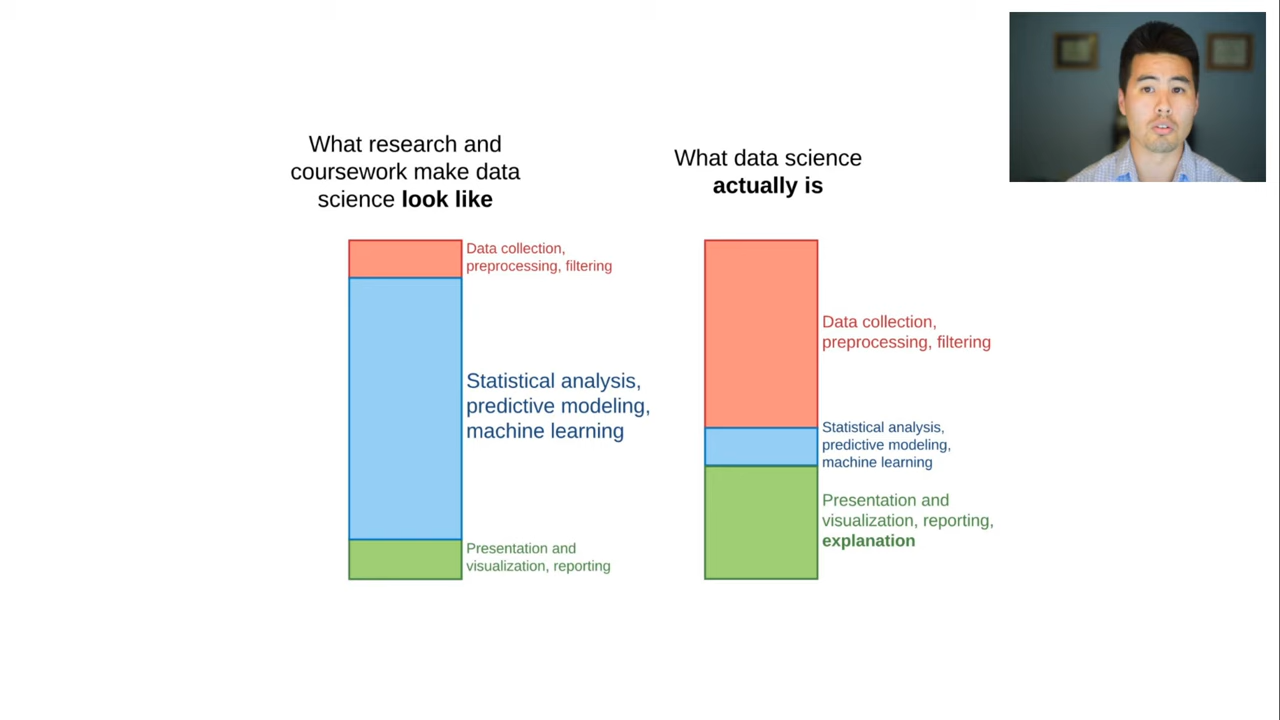 What research and
coursework make data
science look like
Data collection,
preprocessing, filtering
Statistical analysis,
predictive modeling,
machine learning
Presentation and
visualization, reporting
What data science
actually is
Data collection,
preprocessing, filtering
Statistical analysis,
predictive modeling,
machine learning
Presentation and
visualization, reporting,
explanation